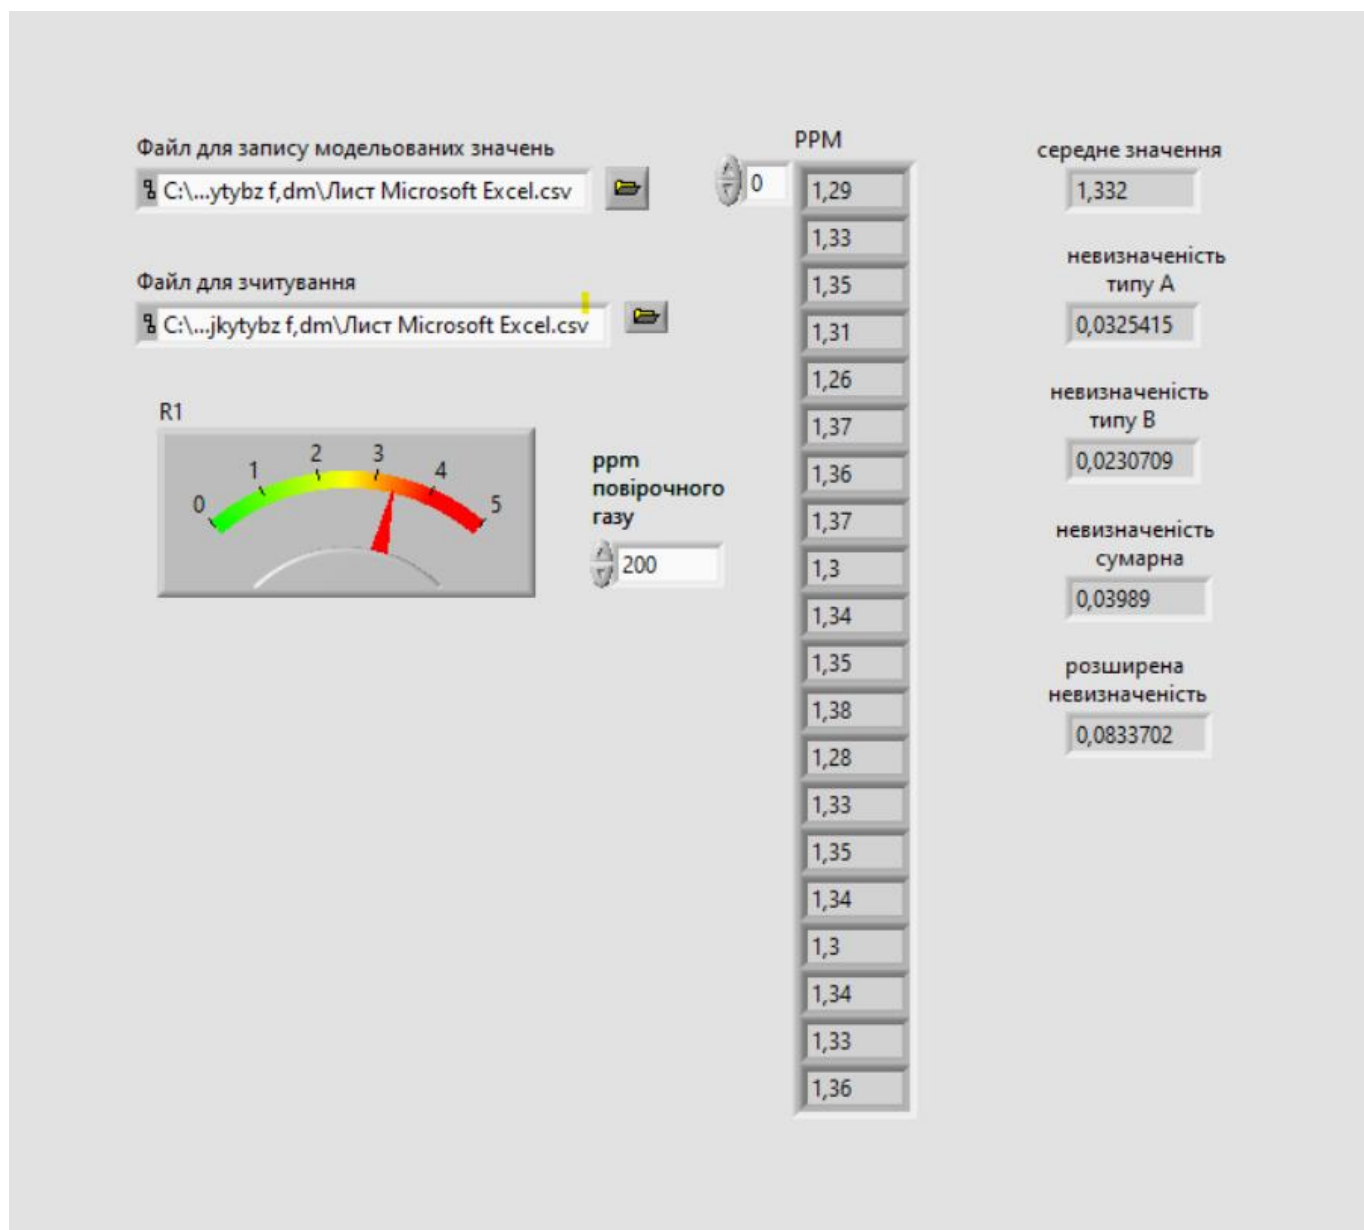 Файл для запису модельованих значень
C:\...ytybz f,dm\Лист Microsoft Excel.csv
Файл для зчитування
C:\...jkytybz f,dm\Лист Microsoft Excel.csv
R1
0
1
2
3
4
5
ppm
повірочного
газу
200
PPM
0
1,29
1,33
1,35
1,31
1,26
1,37
1,36
1,37
1,3
1,34
1,35
1,38
1,28
1,33
1,35
1,34
1,3
1,34
1,33
1,36
середне значення
1,332
невизначеність
типу А
0,0325415
невизначеність
типу В
0,0230709
невизначеність
сумарна
0,03989
розширена
невизначеність
0,0833702